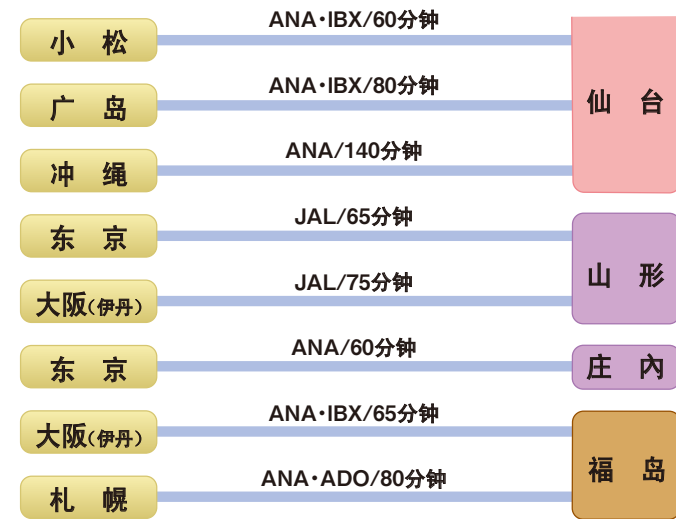 小松 ANA・IBX/60分钟 仙台
广岛 ANA・IBX/80分钟
冲绳 ANA/140分钟
东京 JAL/65分钟 山形
大阪(伊丹) JAL/75分钟
东京 ANA/60分钟 庄內
大阪(伊丹) ANA・IBX/65分钟 福岛
札幌 ANA・ADO/80分钟